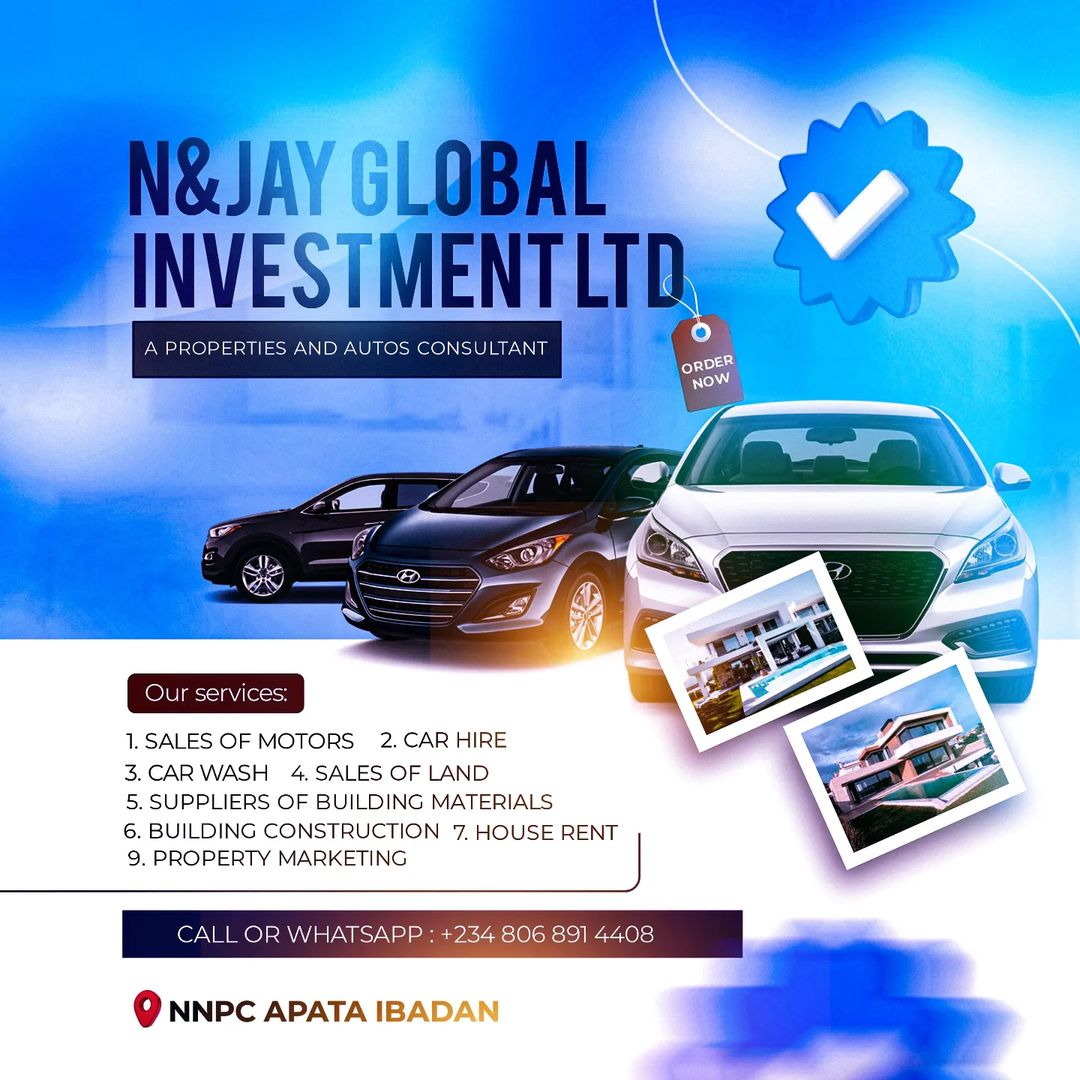 N&JAY GLOBAL
INVESTMENT LTD
A PROPERTIES AND AUTOS CONSULTANT
ORDER
NOW
Our services:
1. SALES OF MOTORS 2. CAR HIRE
3. CAR WASH 4. SALES OF LAND
5. SUPPLIERS OF BUILDING MATERIALS
6. BUILDING CONSTRUCTION 7. HOUSE RENT
9. PROPERTY MARKETING
CALL OR WHATSAPP : +234 806 891 4408
NNPC APATA IBADAN